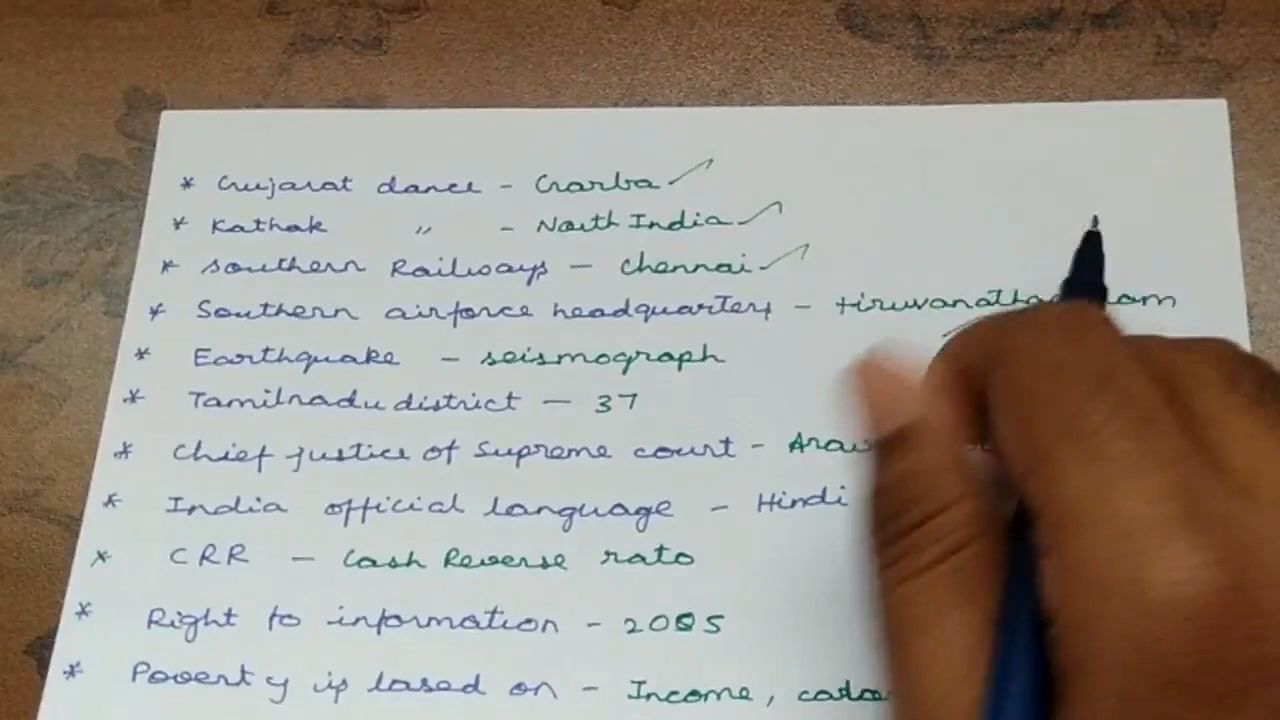 * Gujarat dance - Garba
* Kathak " - North India
* Southern Railways - Chennai
* Southern airforce headquarters -
* Earthquake - seismograph
* Tamilnadu district - 37
* Chief justice of Supreme court -
* India official language - Hindi
* CRR - Cash Reverse rato
* Right to information - 2005
* Poverty is based on - Income,